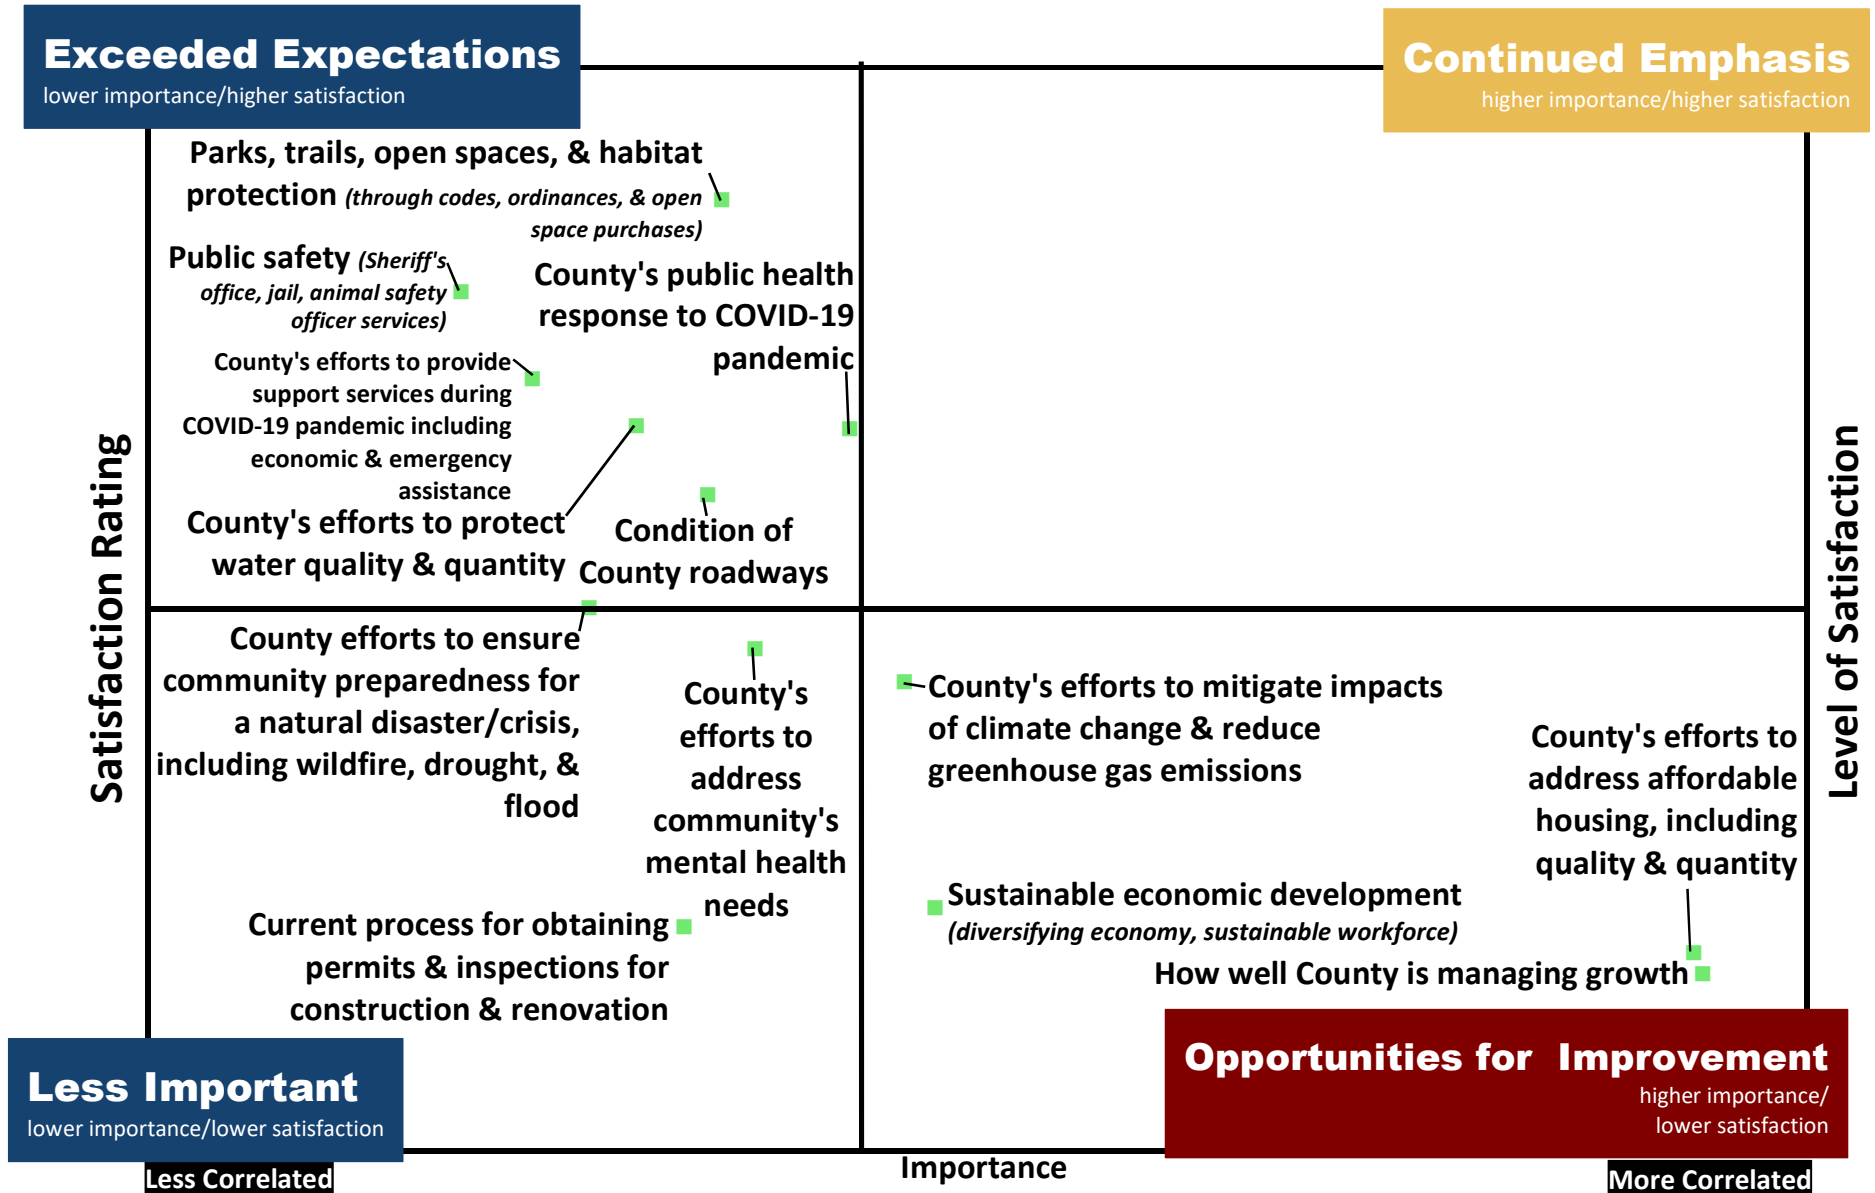 Exceeded Expectations
lower importance/higher satisfaction
Continued Emphasis
higher importance/higher satisfaction
Parks, trails, open spaces, & habitat
protection (through codes, ordinances, & open
space purchases)
Public safety (Sheriff's
office, jail, animal safety
officer services)
County's public health
response to COVID-19
pandemic
County's efforts to provide
support services during
COVID-19 pandemic including
economic & emergency
assistance
County's efforts to protect
water quality & quantity
Condition of
County roadways
Satisfaction Rating
Level of Satisfaction
County efforts to ensure
community preparedness for
a natural disaster/crisis,
including wildfire, drought, &
flood
County's
efforts to
address
community's
mental health
needs
County's efforts to mitigate impacts
of climate change & reduce
greenhouse gas emissions
County's efforts to
address affordable
housing, including
quality & quantity
Current process for obtaining
permits & inspections for
construction & renovation
Sustainable economic development
(diversifying economy, sustainable workforce)
How well County is managing growth
Less Important
lower importance/lower satisfaction
Opportunities for Improvement
higher importance/
lower satisfaction
Less Correlated
Importance
More Correlated